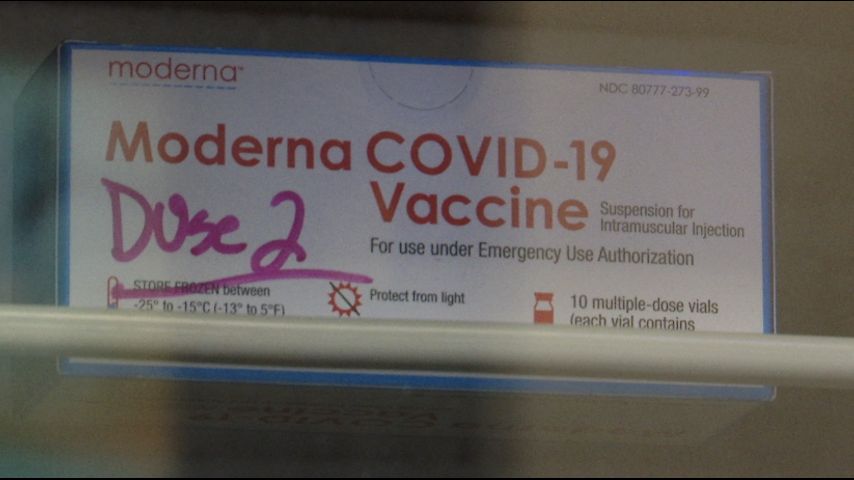 moderna™
NDC 80777-273-99
Moderna COVID-19
Vaccine
Suspension for
Intramuscular Injection
Dose 2
For use under Emergency Use Authorization
STORE FROZEN between
-25° to -15°C (-13° to 5°F)
Protect from light
10 multiple-dose vials
(each vial contains